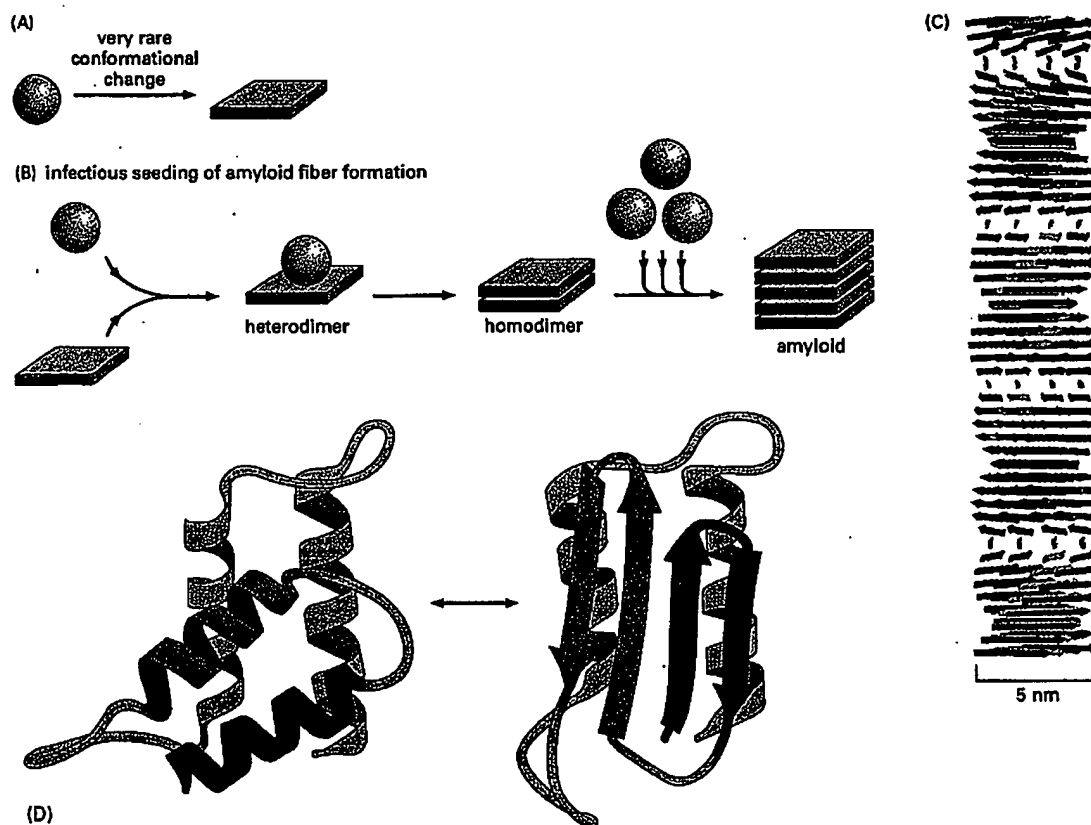 (A)
very rare
conformational
change
(B) infectious seeding of amyloid fiber formation
heterodimer
homodimer
amyloid
(C)
5 nm
(D)